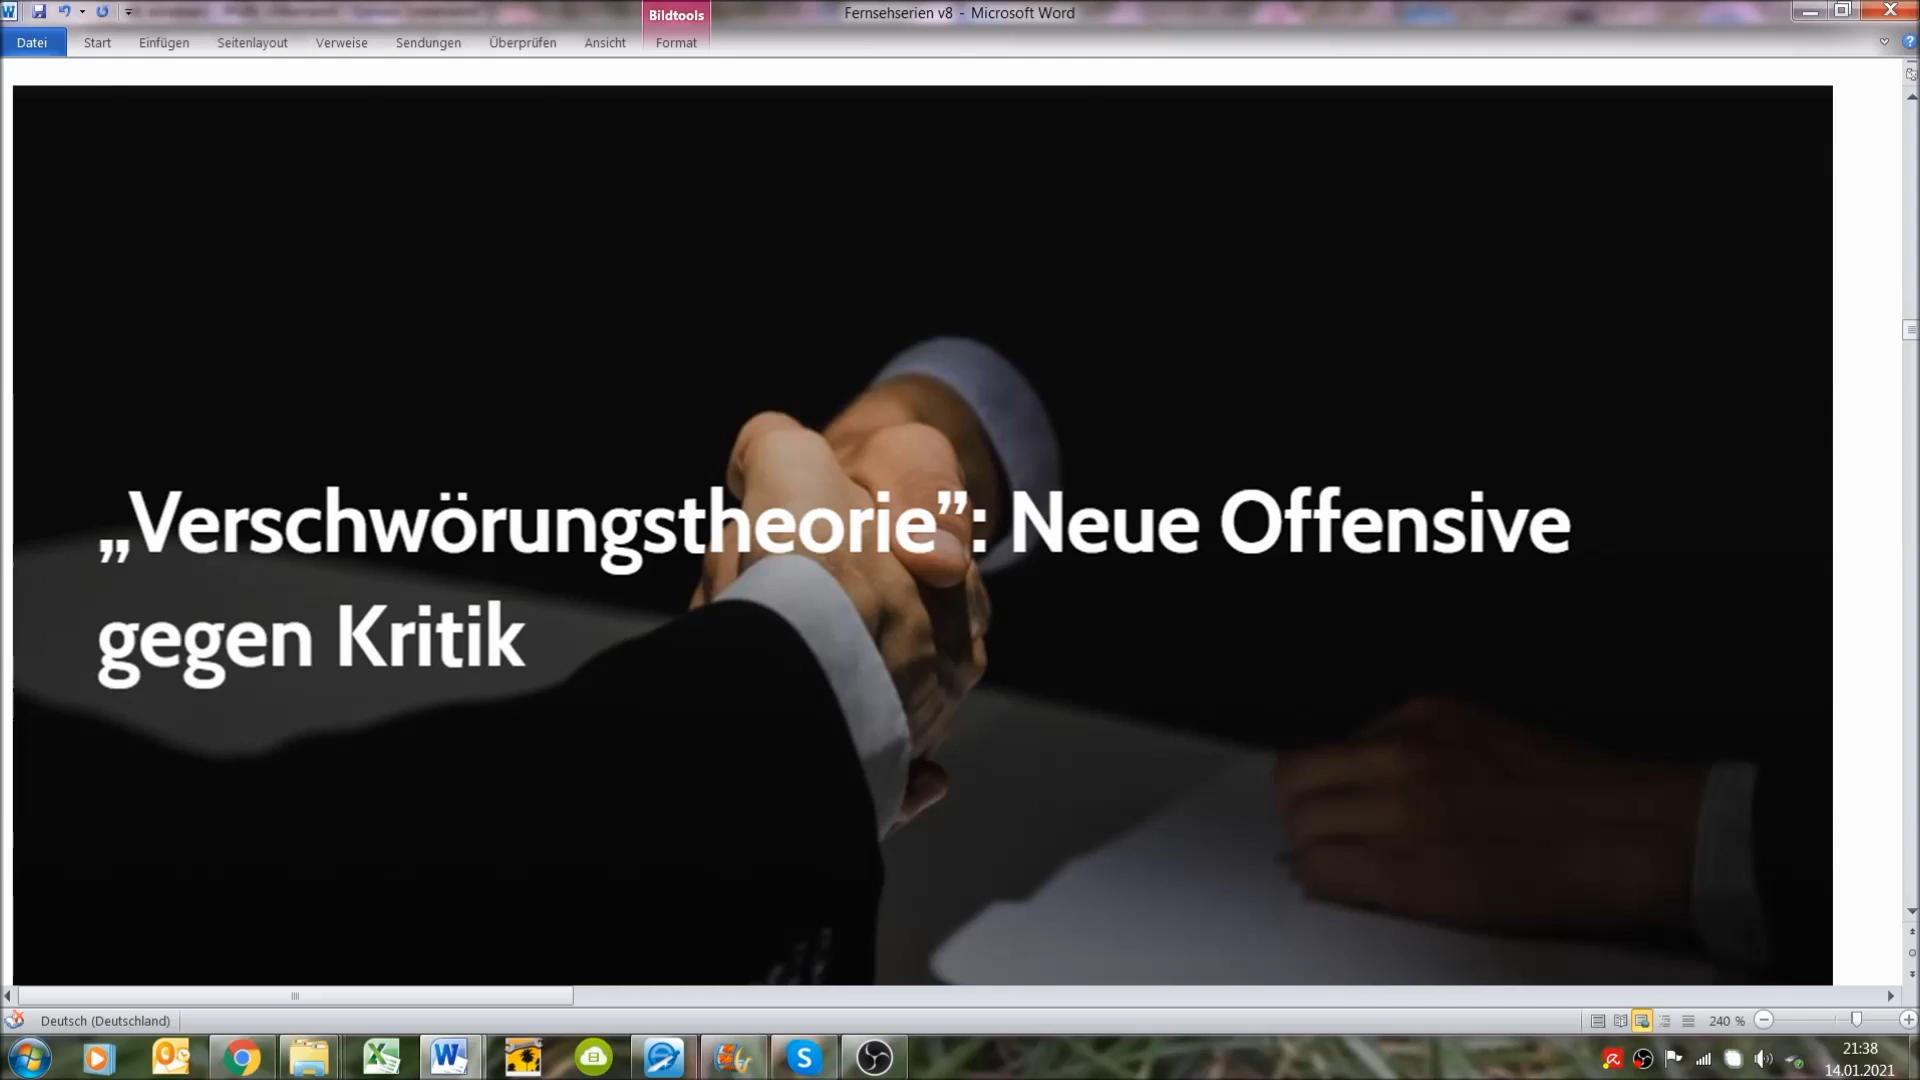 Bildtools
Fernsehserien v8 - Microsoft Word
Datei Start Einfügen Seitenlayout Verweise Sendungen Überprüfen Ansicht Format
„Verschwörungstheorie”: Neue Offensive
gegen Kritik
Deutsch (Deutschland)
240 %
21:38
14.01.2021